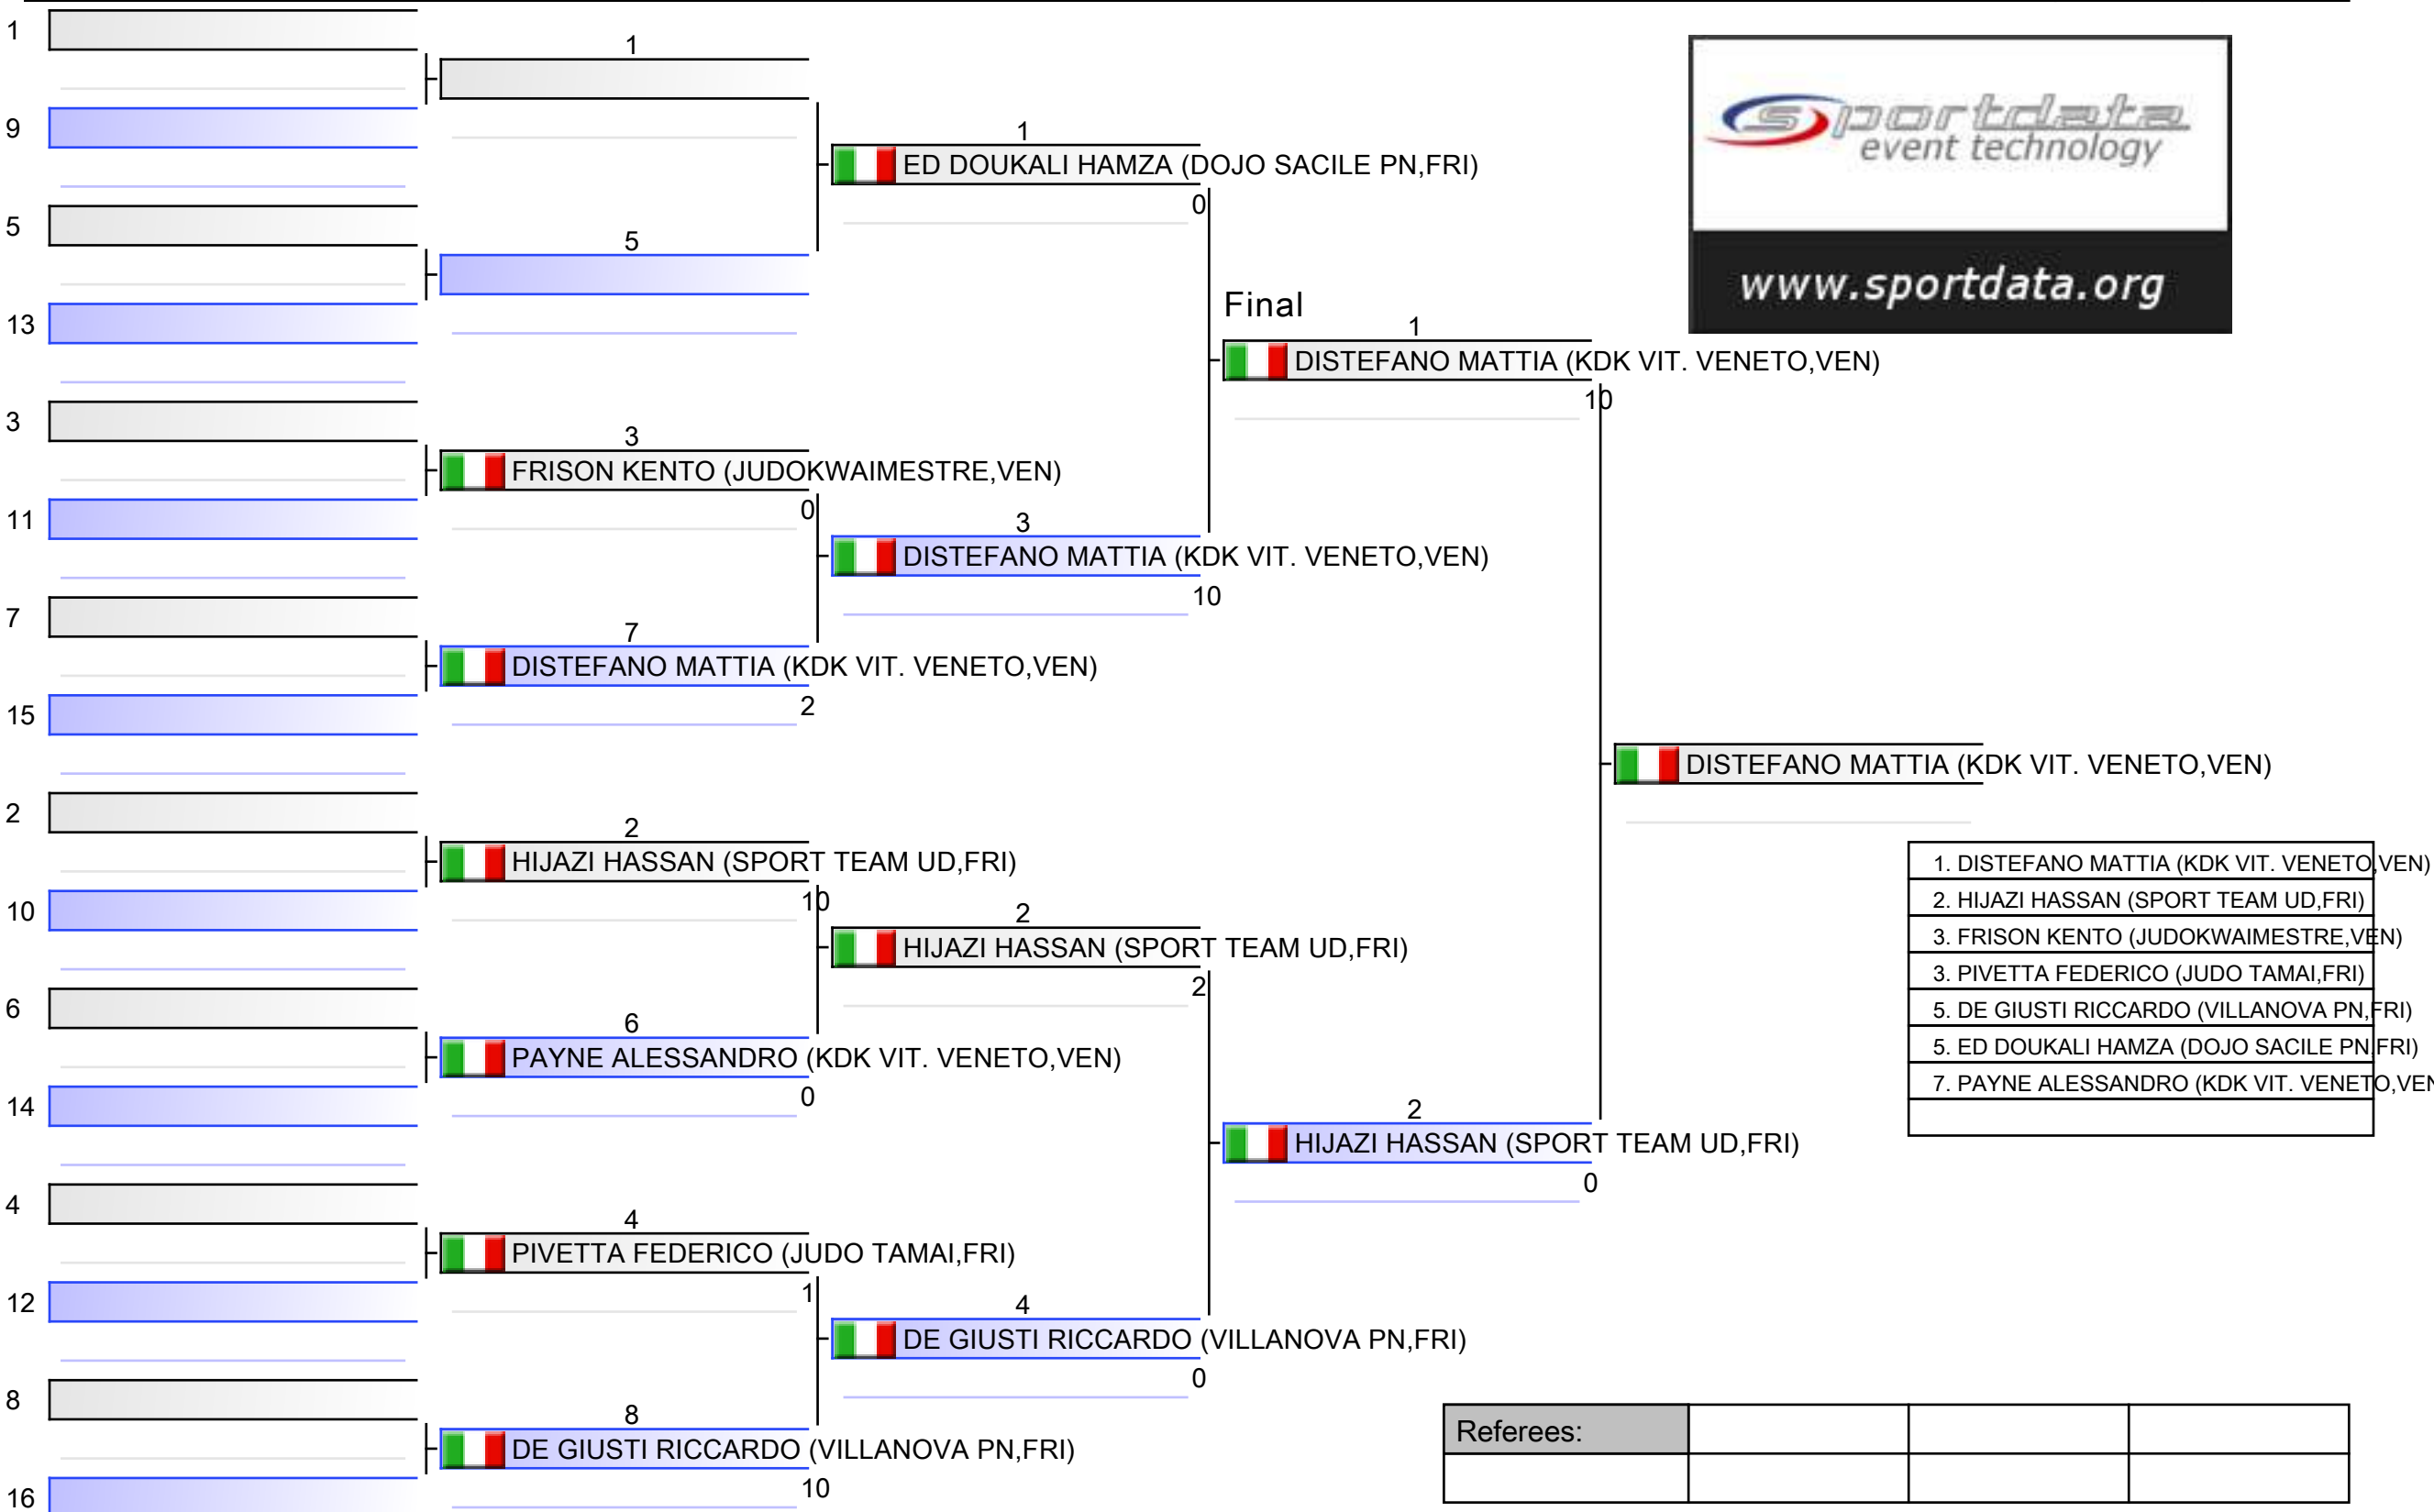 1
9
5
13
3
11
7
15
2
10
6
14
4
12
8
16
1
5
3
FRISON KENTO (JUDOKWAIMESTRE,VEN)
0
7
DISTEFANO MATTIA (KDK VIT. VENETO,VEN)
2
2
HIJAZI HASSAN (SPORT TEAM UD,FRI)
10
6
PAYNE ALESSANDRO (KDK VIT. VENETO,VEN)
0
4
PIVETTA FEDERICO (JUDO TAMAI,FRI)
1
8
DE GIUSTI RICCARDO (VILLANOVA PN,FRI)
10
1
ED DOUKALI HAMZA (DOJO SACILE PN,FRI)
0
3
DISTEFANO MATTIA (KDK VIT. VENETO,VEN)
10
2
HIJAZI HASSAN (SPORT TEAM UD,FRI)
2
4
DE GIUSTI RICCARDO (VILLANOVA PN,FRI)
0
Final
1
DISTEFANO MATTIA (KDK VIT. VENETO,VEN)
10
2
HIJAZI HASSAN (SPORT TEAM UD,FRI)
0
DISTEFANO MATTIA (KDK VIT. VENETO,VEN)
sportdata
event technology
www.sportdata.org
1. DISTEFANO MATTIA (KDK VIT. VENETO,VEN)
2. HIJAZI HASSAN (SPORT TEAM UD,FRI)
3. FRISON KENTO (JUDOKWAIMESTRE,VEN)
3. PIVETTA FEDERICO (JUDO TAMAI,FRI)
5. DE GIUSTI RICCARDO (VILLANOVA PN,FRI)
5. ED DOUKALI HAMZA (DOJO SACILE PN,FRI)
7. PAYNE ALESSANDRO (KDK VIT. VENETO,VEN
Referees: